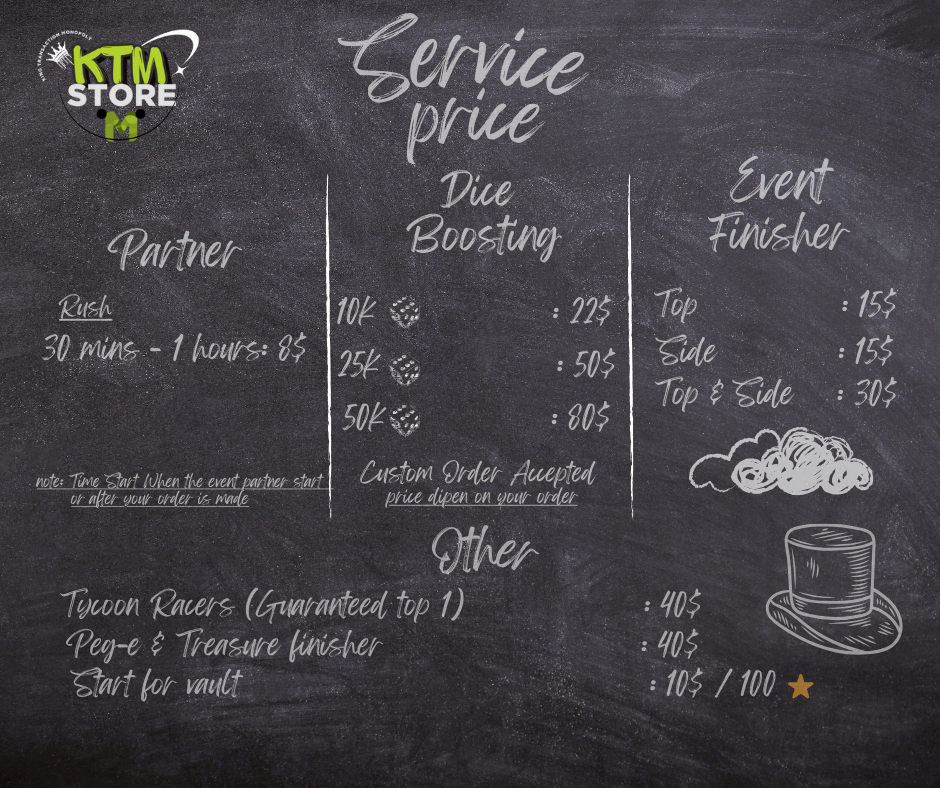 KING TRANSACTION MONOPOLY
KTM
STORE
M
Service
price
Partner
Rush
30 mins - 1 hours: 8$
note: Time Start When the event partner start
or after your order is made
Dice
Boosting
10K : 22$
25K : 50$
50K : 80$
Custom Order Accepted
price dipen on your order
Event
Finisher
Top : 15$
Side : 15$
Top & Side : 30$
Other
Tycoon Racers (Guaranteed top 1) : 40$
Peg-e & Treasure finisher : 40$
Start for vault : 10$ / 100